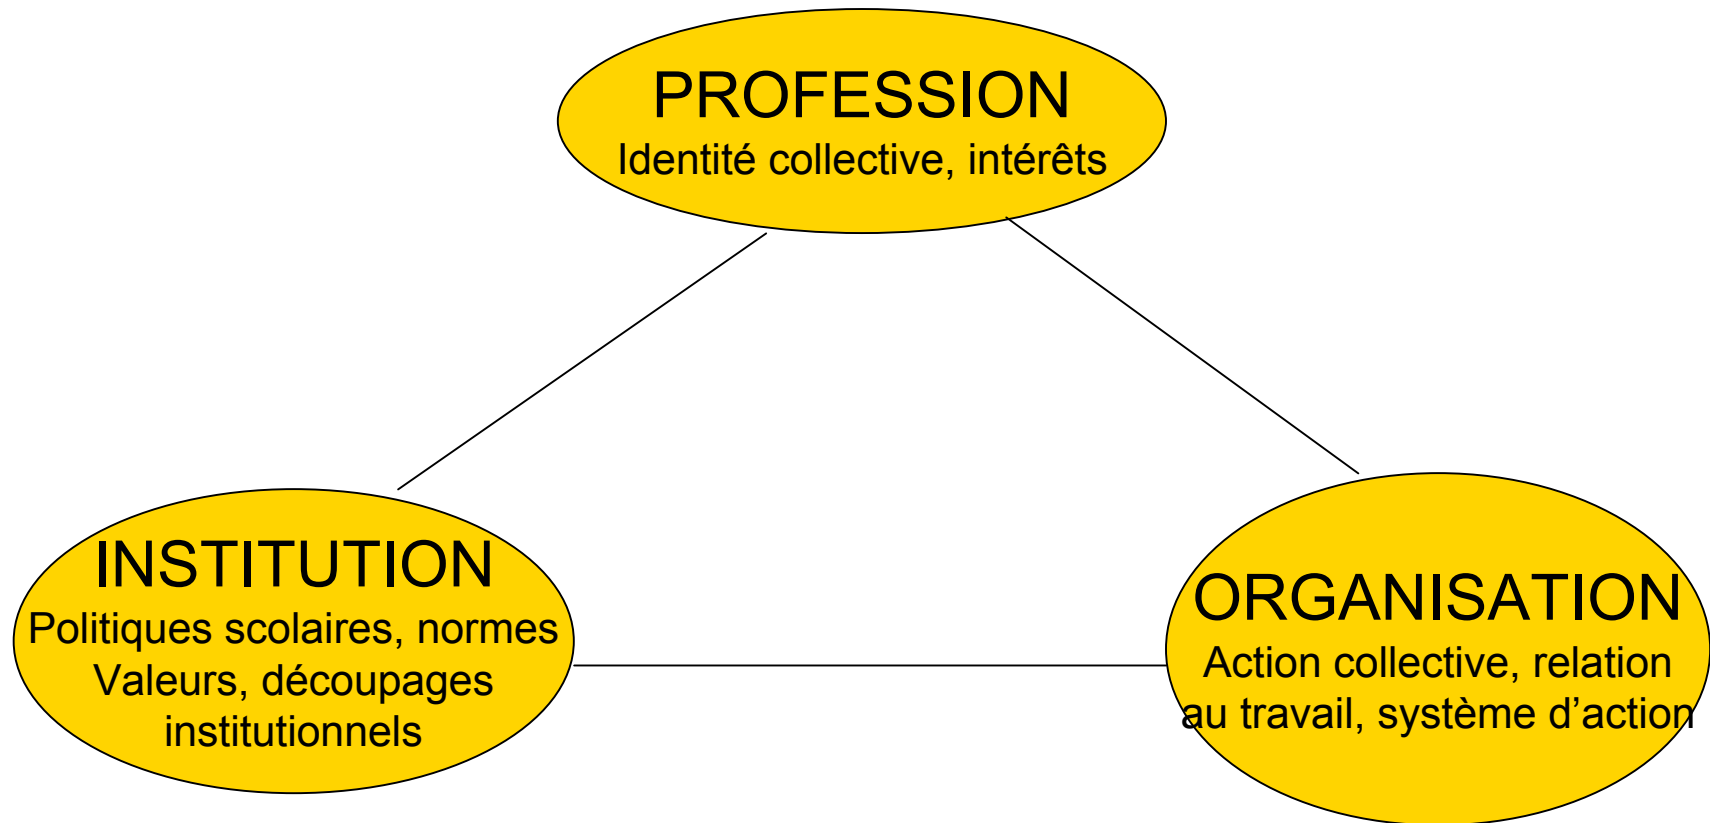 PROFESSION
Identité collective, intérêts
INSTITUTION
Politiques scolaires, normes
Valeurs, découpages
institutionnels
ORGANISATION
Action collective, relation
au travail, système d’action